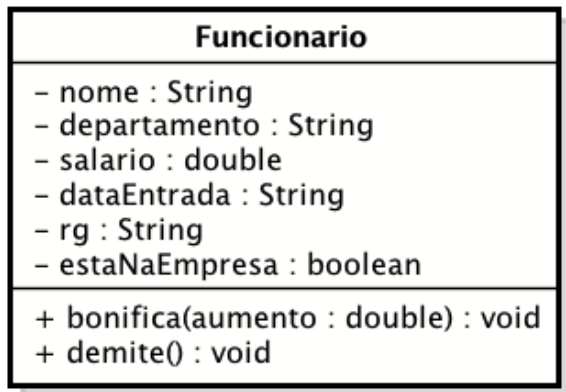 Funcionario
– nome : String
– departamento : String
– salario : double
– dataEntrada : String
– rg : String
– estaNaEmpresa : boolean
+ bonifica(aumento : double) : void
+ demite() : void